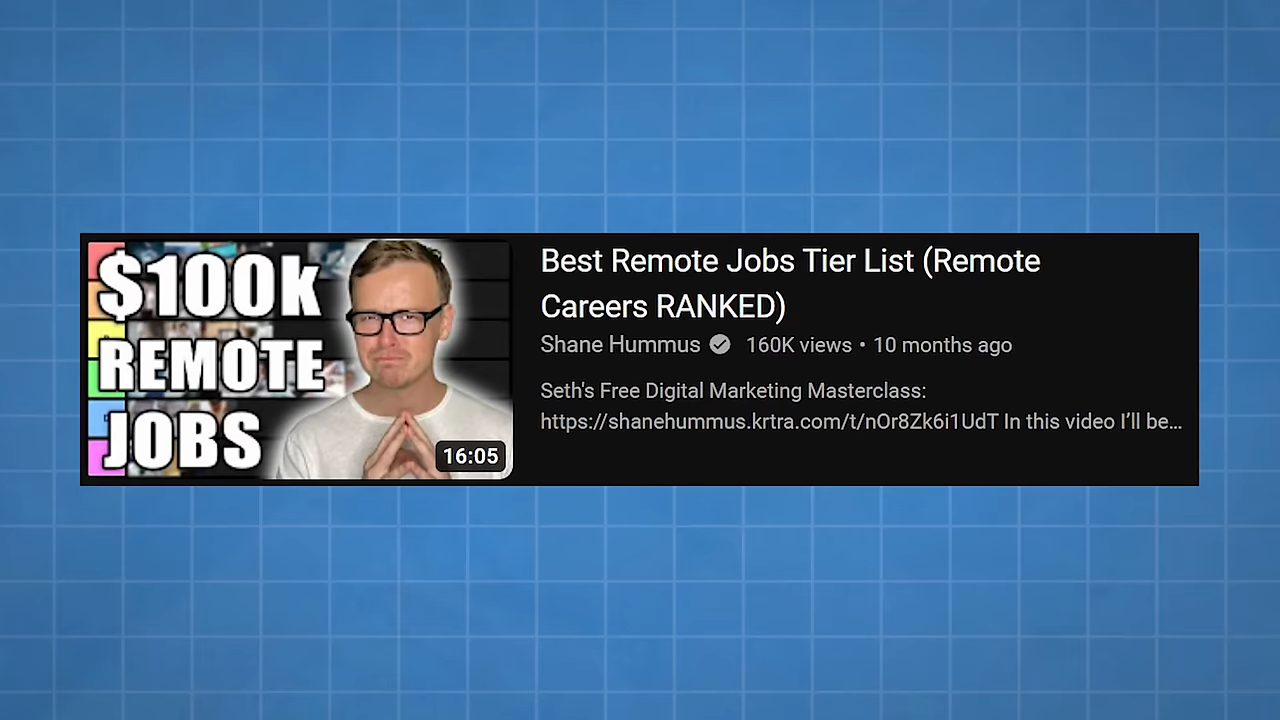 $100k
REMOTE
JOBS
16:05
Best Remote Jobs Tier List (Remote
Careers RANKED)
Shane Hummus 160K views • 10 months ago
Seth's Free Digital Marketing Masterclass:
https://shanehummus.krtra.com/t/nOr8Zk6i1UdT In this video I’ll be...